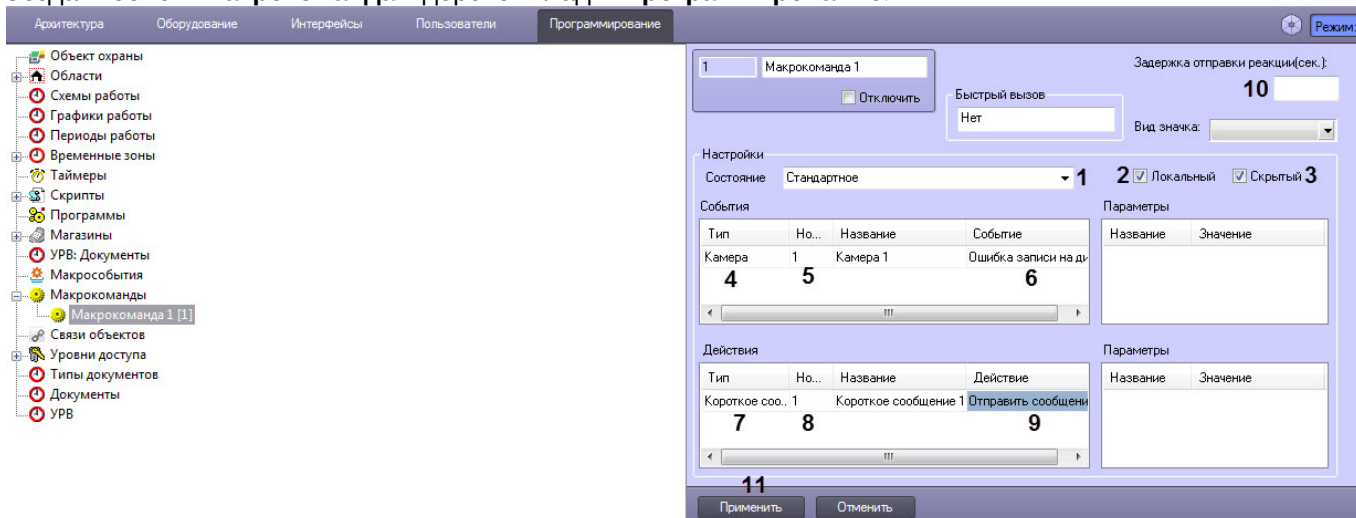 Архитектура Оборудование Интерфейсы Пользователи Программирование Режим:
Объект охраны
Области
Схемы работы
Графики работы
Периоды работы
Временные зоны
Таймеры
Скрипты
Программы
Магазины
УРВ: Документы
Макрособытия
Макрокоманды
Макрокоманда 1 [1]
Связи объектов
Уровни доступа
Типы документов
Документы
УРВ
1 Макрокоманда 1
Отключить
Быстрый вызов
Нет
Задержка отправки реакции(сек.):
10
Вид значка:
Настройки
Состояние Стандартное 1 2 Локальный Скрытый 3
События Параметры
Тип Но... Название Событие Название Значение
Камера 1 Камера 1 Ошибка записи на ди
4 5 6
Действия Параметры
Тип Но... Название Действие Название Значение
Короткое соо.. 1 Короткое сообщение 1 Отправить сообщени
7 8 9
11
Применить Отменить